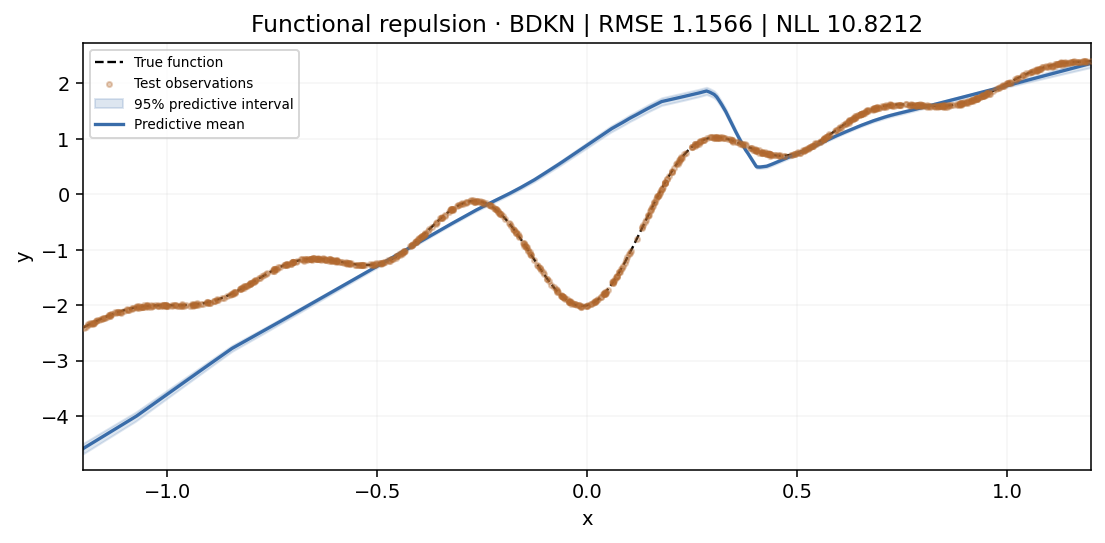 Functional repulsion · BDKN | RMSE 1.1566 | NLL 10.8212
True function
Test observations
95% predictive interval
Predictive mean
2
1
0
−1
−2
−3
−4
y
−1.0 −0.5 0.0 0.5 1.0
x